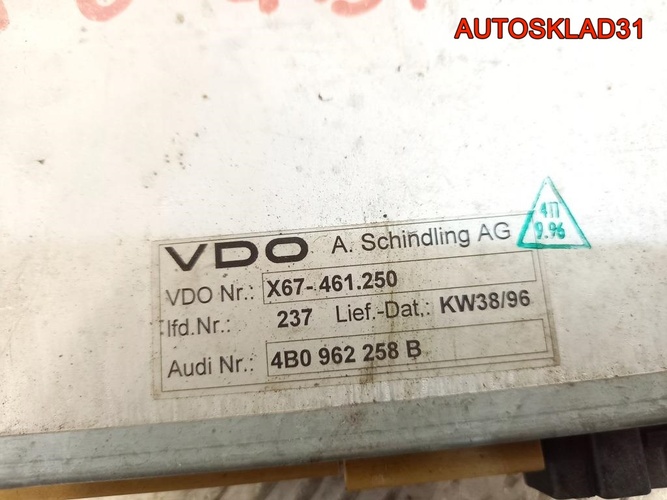 AUTOSKLAD31
VDO A. Schindling AG
VDO Nr.: X67-461.250
lfd.Nr.: 237 Lief.-Dat.: KW38/96
Audi Nr.: 4B0 962 258 B
9.96